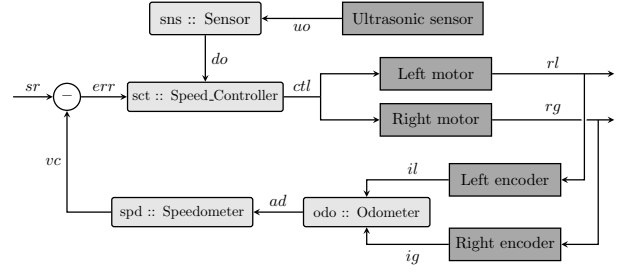 sns :: Sensor
uo
Ultrasonic sensor
do
sr
−
err
sct :: Speed_Controller
ctl
Left motor
rl
Right motor
rg
vc
il
Left encoder
spd :: Speedometer
ad
odo :: Odometer
ig
Right encoder